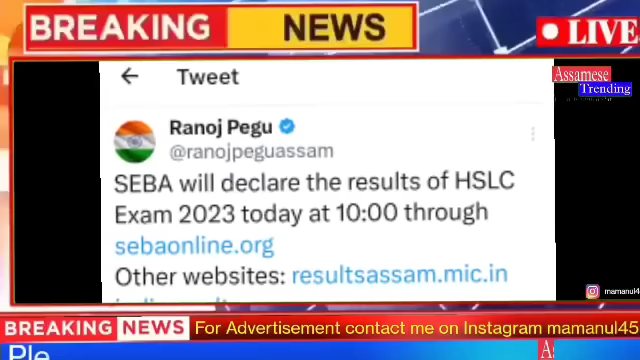 BREAKING NEWS
LIVE
← Tweet
Assamese
Trending
Ranoj Pegu
@ranojpeguassam
SEBA will declare the results of HSLC
Exam 2023 today at 10:00 through
sebaonline.org
Other websites: resultsassam.mic.in
mamanul4
BREAKING NEWS For Advertisement contact me on Instagram mamanul45
Ple
A